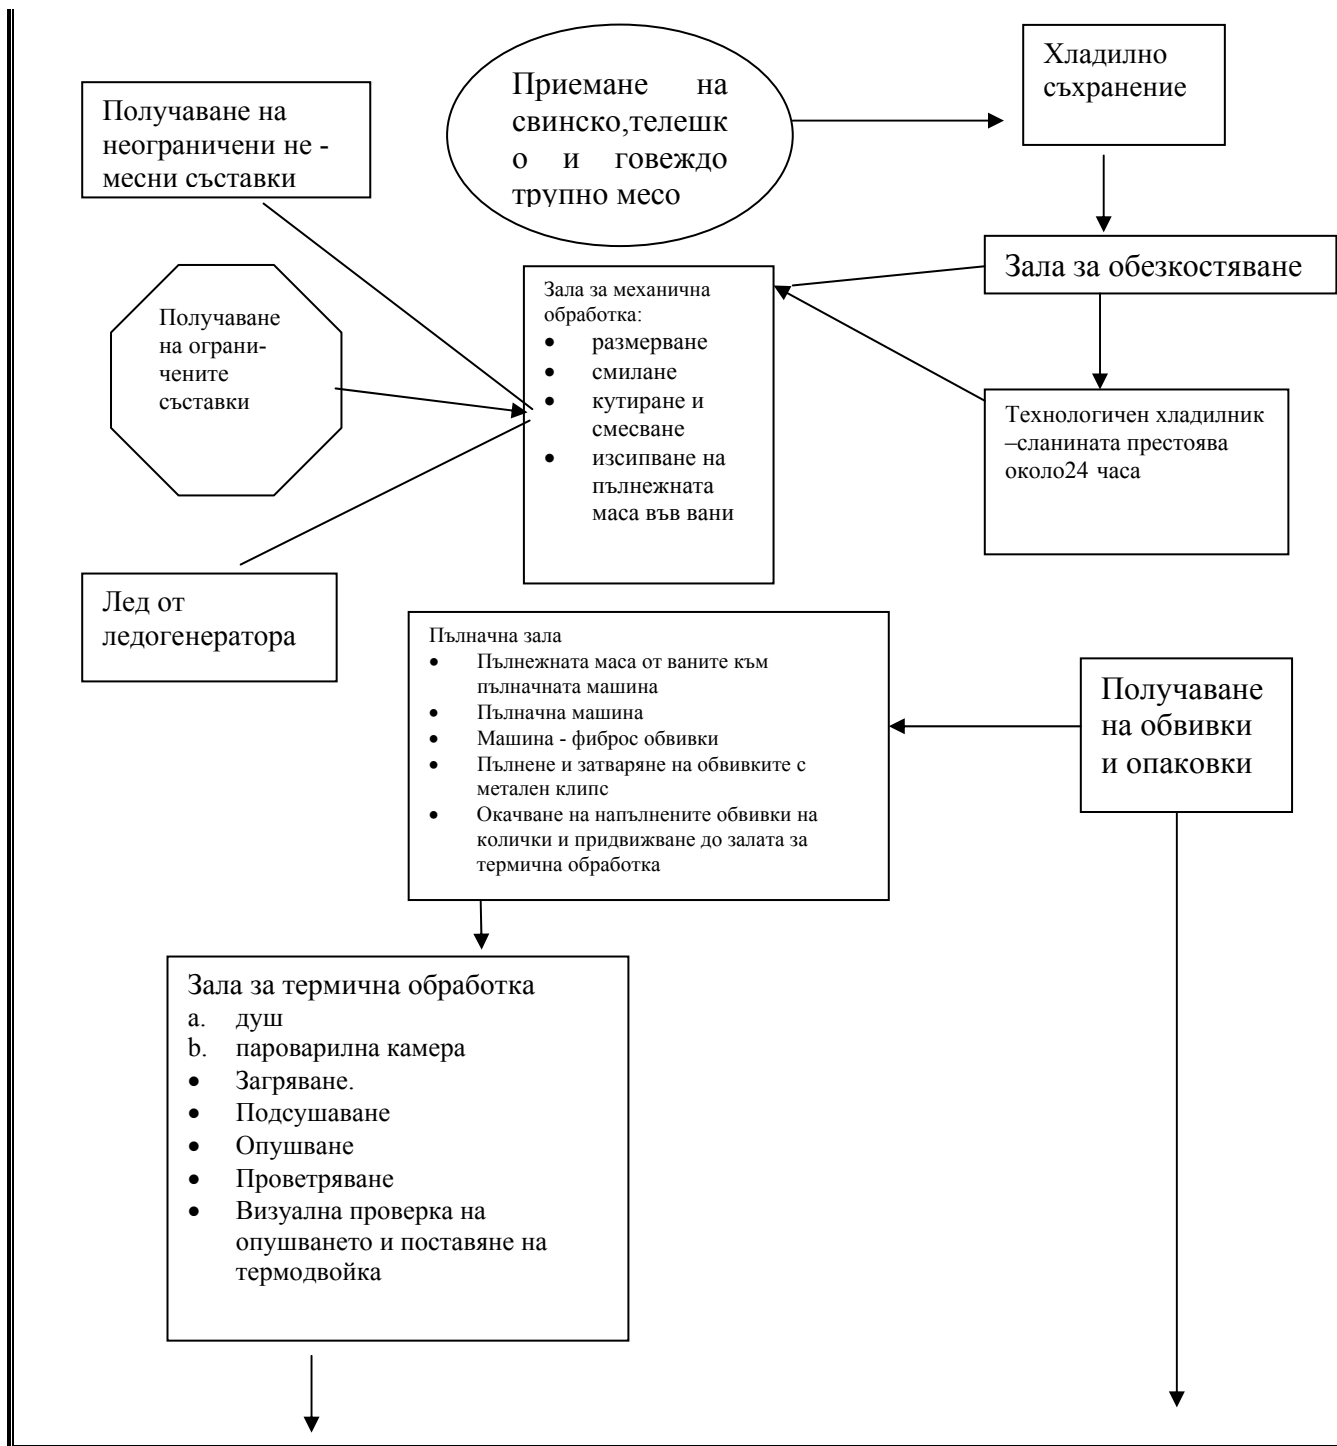 Приемане на
свинско,телешк
о и говеждо
трупно месо
Хладилно
съхранение
Получаване на
неограничени не -
месни съставки
Зала за обезкостяване
Получаване
на ограни-
чените
съставки
Зала за механична
обработка:
• размерване
• смилане
• кутиране и
смесване
• изсипване на
пълнежната
маса във вани
Технологичен хладилник
–сланината престоява
около24 часа
Лед от
ледогенератора
Пълначна зала
• Пълнежната маса от ваните към
пълначната машина
• Пълначна машина
• Машина - фиброс обвивки
• Пълнене и затваряне на обвивките с
метален клипс
• Окачване на напълнените обвивки на
колички и придвижване до залата за
термична обработка
Получаване
на обвивки
и опаковки
Зала за термична обработка
a. душ
b. пароварилна камера
• Загряване.
• Подсушаване
• Опушване
• Проветряване
• Визуална проверка на
опушването и поставяне на
термодвойка